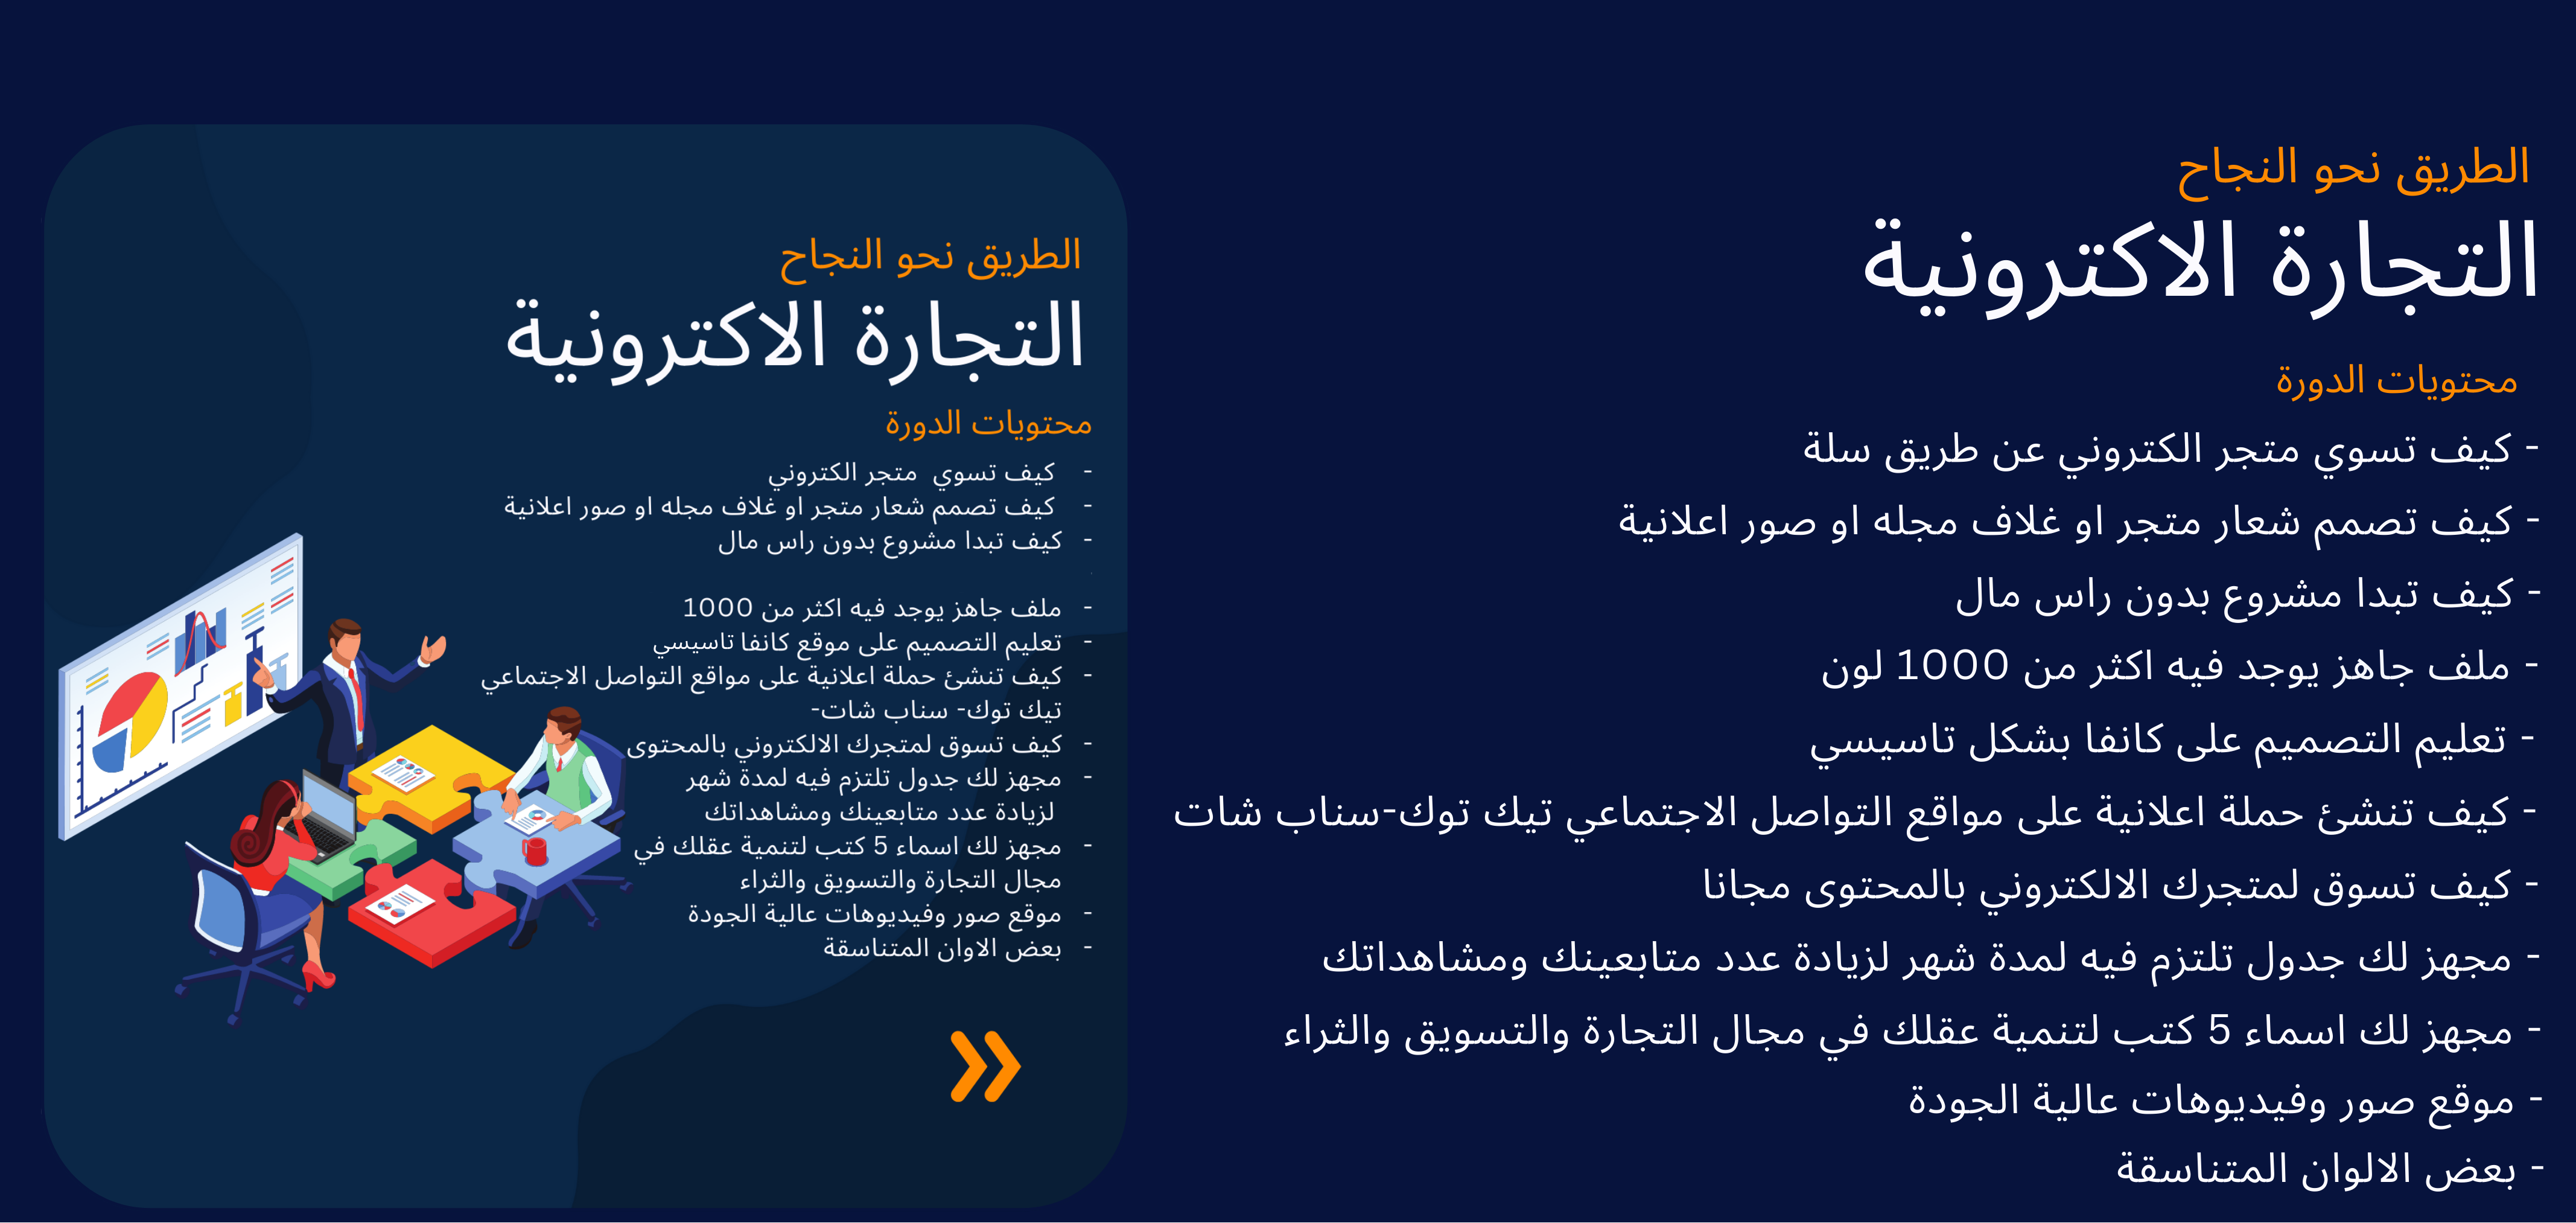 الطريق نحو النجاح
التجارة الاكترونية
محتويات الدورة
- كيف تسوي متجر الكتروني عن طريق سلة
- كيف تصمم شعار متجر او غلاف مجله او صور اعلانية
- كيف تبدا مشروع بدون راس مال
- ملف جاهز يوجد فيه اكثر من 1000 لون
- تعليم التصميم على كانفا بشكل تاسيسي
- كيف تنشئ حملة اعلانية على مواقع التواصل الاجتماعي تيك توك-سناب شات
- كيف تسوق لمتجرك الالكتروني بالمحتوى مجانا
- مجهز لك جدول تلتزم فيه لمدة شهر لزيادة عدد متابعينك ومشاهداتك
- مجهز لك اسماء 5 كتب لتنمية عقلك في مجال التجارة والتسويق والثراء
- موقع صور وفيديوهات عالية الجودة
- بعض الالوان المتناسقة
الطريق نحو النجاح
التجارة الاكترونية
محتويات الدورة
- كيف تسوي متجر الكتروني
- كيف تصمم شعار متجر او غلاف مجله او صور اعلانية
- كيف تبدا مشروع بدون راس مال
- ملف جاهز يوجد فيه اكثر من 1000
- تعليم التصميم على موقع كانفا تاسيسي
- كيف تنشئ حملة اعلانية على مواقع التواصل الاجتماعي
تيك توك- سناب شات-
- كيف تسوق لمتجرك الالكتروني بالمحتوى
- مجهز لك جدول تلتزم فيه لمدة شهر
لزيادة عدد متابعينك ومشاهداتك
- مجهز لك اسماء 5 كتب لتنمية عقلك في
مجال التجارة والتسويق والثراء
- موقع صور وفيديوهات عالية الجودة
- بعض الاوان المتناسقة